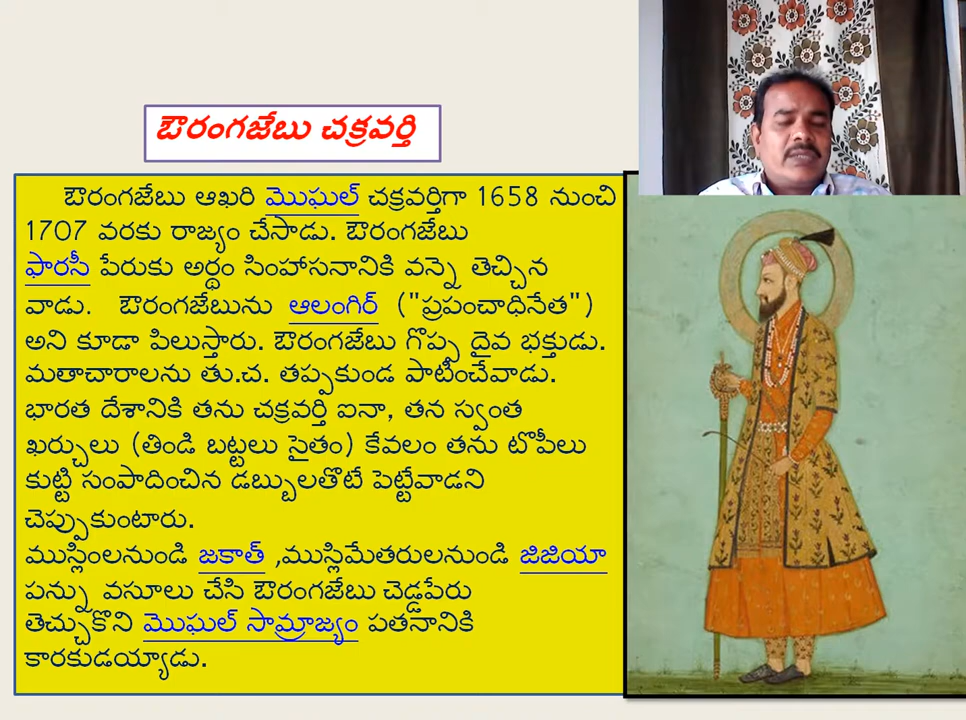 ఔరంగజేబు చక్రవర్తి
ఔరంగజేబు ఆఖరి మొఘల్ చక్రవర్తిగా 1658 నుంచి
1707 వరకు రాజ్యం చేసాడు. ఔరంగజేబు
ఫారసీ పేరుకు అర్థం సింహాసనానికి వన్నె తెచ్చిన
వాడు. ఔరంగజేబును ఆలంగిర్ ("ప్రపంచాధినేత")
అని కూడా పిలుస్తారు. ఔరంగజేబు గొప్ప దైవ భక్తుడు.
మతాచారాలను తు.చ. తప్పకుండ పాటించేవాడు.
భారత దేశానికి తను చక్రవర్తి ఐనా, తన స్వంత
ఖర్చులు (తిండి బట్టలు సైతం) కేవలం తను టొపీలు
కుట్టి సంపాదించిన డబ్బులతొటే పెట్టేవాడని
చెప్పుకుంటారు.
ముస్లింలనుండి జకాత్ ,ముస్లిమేతరులనుండి జిజియా
పన్ను వసూలు చేసి ఔరంగజేబు చెడ్డపేరు
తెచ్చుకొని మొఘల్ సామ్రాజ్యం పతనానికి
కారకుడయ్యాడు.